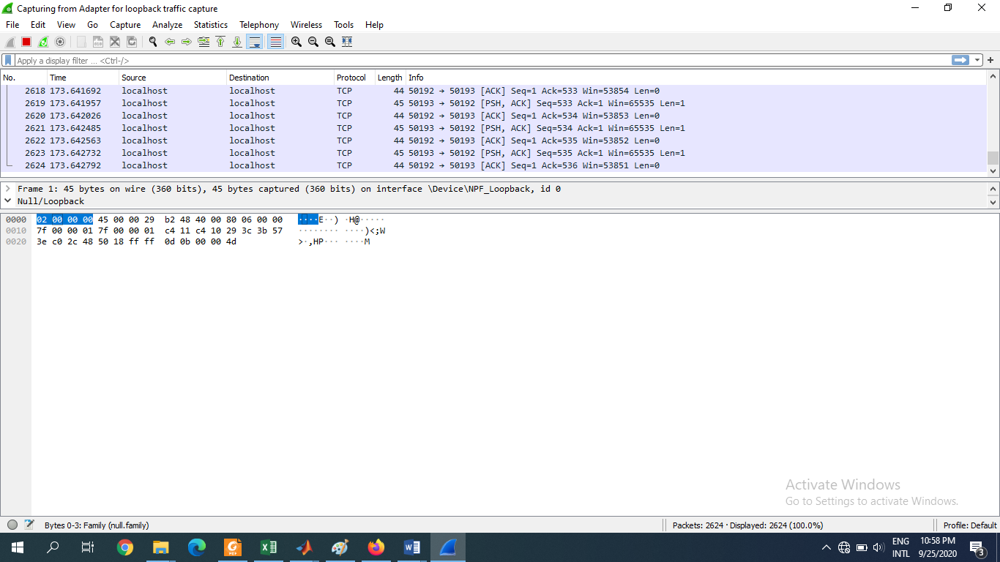 Capturing from Adapter for loopback traffic capture
File Edit View Go Capture Analyze Statistics Telephony Wireless Tools Help
Apply a display filter ... <Ctrl-/>
No. Time Source Destination Protocol Length Info
2618 173.641692 localhost localhost TCP 44 50192 → 50193 [ACK] Seq=1 Ack=533 Win=53854 Len=0
2619 173.641957 localhost localhost TCP 45 50193 → 50192 [PSH, ACK] Seq=533 Ack=1 Win=65535 Len=1
2620 173.642026 localhost localhost TCP 44 50192 → 50193 [ACK] Seq=1 Ack=534 Win=53853 Len=0
2621 173.642485 localhost localhost TCP 45 50193 → 50192 [PSH, ACK] Seq=534 Ack=1 Win=65535 Len=1
2622 173.642563 localhost localhost TCP 44 50192 → 50193 [ACK] Seq=1 Ack=535 Win=53852 Len=0
2623 173.642732 localhost localhost TCP 45 50193 → 50192 [PSH, ACK] Seq=535 Ack=1 Win=65535 Len=1
2624 173.642792 localhost localhost TCP 44 50192 → 50193 [ACK] Seq=1 Ack=536 Win=53851 Len=0
Frame 1: 45 bytes on wire (360 bits), 45 bytes captured (360 bits) on interface \Device\NPF_Loopback, id 0
Null/Loopback
0000 02 00 00 00 45 00 00 29 b2 48 40 00 80 06 00 00 ····E··) ·H@·····
0010 7f 00 00 01 7f 00 00 01 c4 11 c4 10 29 3c 3b 57 ········ ····)<;W
0020 3e c0 2c 48 50 18 ff ff 0d 0b 00 00 4d >·,HP··· ····M
Activate Windows
Go to Settings to activate Windows.
Bytes 0-3: Family (null.family) Packets: 2624 · Displayed: 2624 (100.0%) Profile: Default
ENG 10:58 PM
INTL 9/25/2020 3